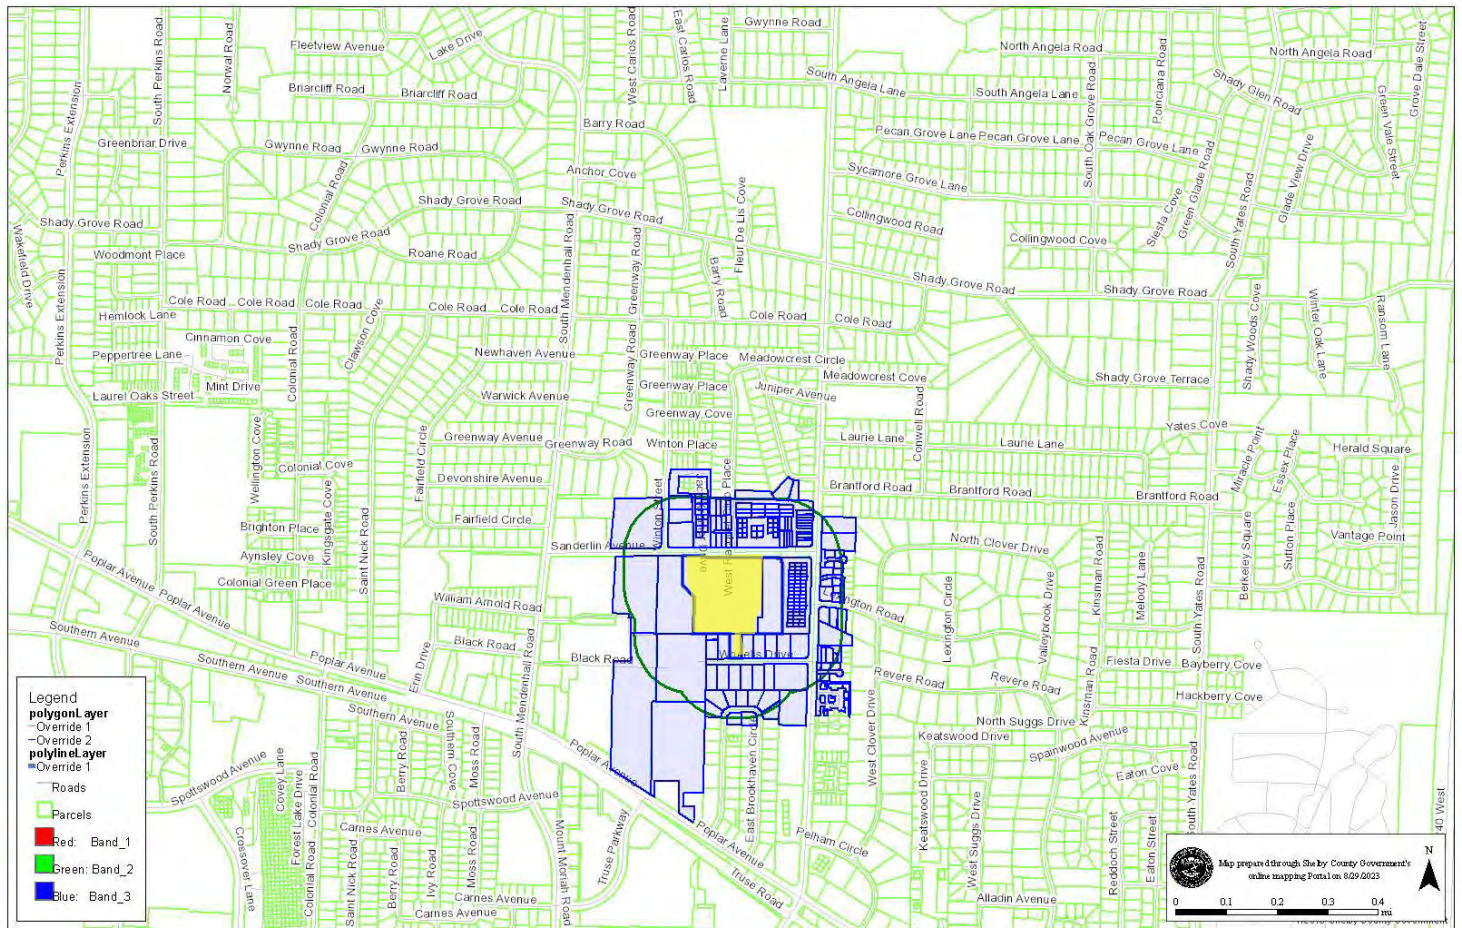 Gwynne Road
Fleetview Avenue
Lake Drive
North Angela Road
North Angela Road
South Perkins Road
Norwal Road
West Carlos Road
East Carlos Road
Laverne Lane
South Angela Lane
South Angela Lane
South Oak Grove Road
Poinciana Road
Shady Glen Road
Grove Dale Street
Green Vale Street
Briarcliff Road
Briarcliff Road
Perkins Extension
Greenbriar Drive
Gwynne Road
Gwynne Road
Barry Road
Pecan Grove Lane
Pecan Grove Lane
Pecan Grove Lane
Colonial Road
Anchor Cove
Sycamore Grove Lane
Glade View Drive
Green Glade Road
Siesta Cove
South Yates Road
Shady Grove Road
Shady Grove Road
Shady Grove Road
Shady Grove Road
Fleur De Lis Cove
Collingwood Road
Collingwood Cove
Wakefield Drive
Woodmont Place
Roane Road
South Mendenhall Road
Greenway Road
Barry Road
Shady Grove Road
Shady Grove Road
Perkins Extension
Cole Road
Cole Road
Cole Road
Cole Road
Cole Road
Cole Road
Cole Road
Hemlock Lane
Cinnamon Cove
Clawson Cove
Peppertree Lane
Newhaven Avenue
Greenway Place
Meadowcrest Circle
Shady Woods Cove
Winter Oak Lane
Ransom Lane
Mint Drive
Colonial Road
Greenway Road
Greenway Place
Meadowcrest Cove
Shady Grove Terrace
Laurel Oaks Street
Warwick Avenue
Juniper Avenue
Greenway Cove
Conwell Road
Yates Cove
Perkins Extension
South Perkins Road
Wellington Cove
Fairfield Circle
Greenway Avenue
Greenway Road
Winton Place
Laurie Lane
Laurie Lane
Miracle Point
Essex Place
Herald Square
Colonial Cove
Devonshire Avenue
Brantford Road
Brantford Road
Brantford Road
Jason Drive
Kingsgate Cove
Saint Nick Road
Fairfield Circle
Winton Street
Brighton Place
Sutton Place
Vantage Point
Berkeley Square
Aynsley Cove
Sanderlin Avenue
North Clover Drive
Kinsman Road
Melody Lane
South Yates Road
Colonial Green Place
Poplar Avenue
Poplar Avenue
William Arnold Road
Lexington Circle
Valleybrook Drive
Southern Avenue
Black Road
Black Road
Southern Avenue
Southern Avenue
Poplar Avenue
Erin Drive
South Mendenhall Road
Revere Road
Revere Road
Fiesta Drive
Bayberry Cove
Hackberry Cove
Kinsman Road
Legend
polygonLayer
Override 1
Override 2
polylineLayer
Override 1
Roads
Parcels
Red: Band_1
Green: Band_2
Blue: Band_3
Southern Avenue
Southern Cove
Moss Road
Berry Road
Poplar Avenue
West Clover Drive
North Suggs Drive
Keatswood Drive
Spainwood Avenue
Eaton Cove
Spottswood Avenue
Covey Lane
Colonial Road
Spottswood Avenue
East Brookhaven Circle
Keatswood Drive
West Suggs Drive
South Yates Road
Crossover Lane
Forest Lake Drive
Colonial Road
Carnes Avenue
Saint Nick Road
Berry Road
Ivy Road
Moss Road
Mount Moriah Road
Truse Parkway
Poplar Avenue
Pelham Circle
Truse Road
Reddoch Street
Eaton Street
Carnes Avenue
Carnes Avenue
Alladin Avenue
Map prepared through Shelby County Government's
online mapping Portal on 8/29/2023
N
0 0.1 0.2 0.3 0.4
mi